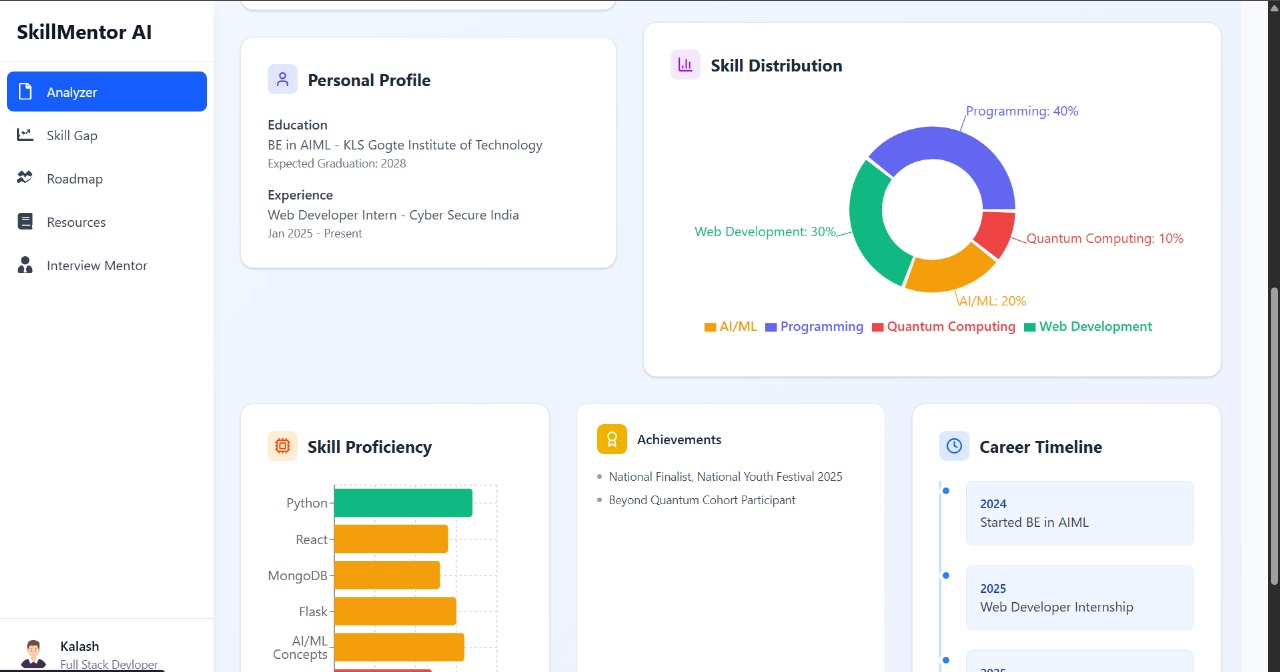 SkillMentor AI
Analyzer
Skill Gap
Roadmap
Resources
Interview Mentor
Kalash
Full Stack Devloper
Personal Profile
Education
BE in AIML - KLS Gogte Institute of Technology
Expected Graduation: 2028
Experience
Web Developer Intern - Cyber Secure India
Jan 2025 - Present
Skill Distribution
Programming: 40%
Web Development: 30%
Quantum Computing: 10%
AI/ML: 20%
AI/ML Programming Quantum Computing Web Development
Skill Proficiency
Python
React
MongoDB
Flask
AI/ML
Concepts
Achievements
National Finalist, National Youth Festival 2025
Beyond Quantum Cohort Participant
Career Timeline
2024
Started BE in AIML
2025
Web Developer Internship
2025